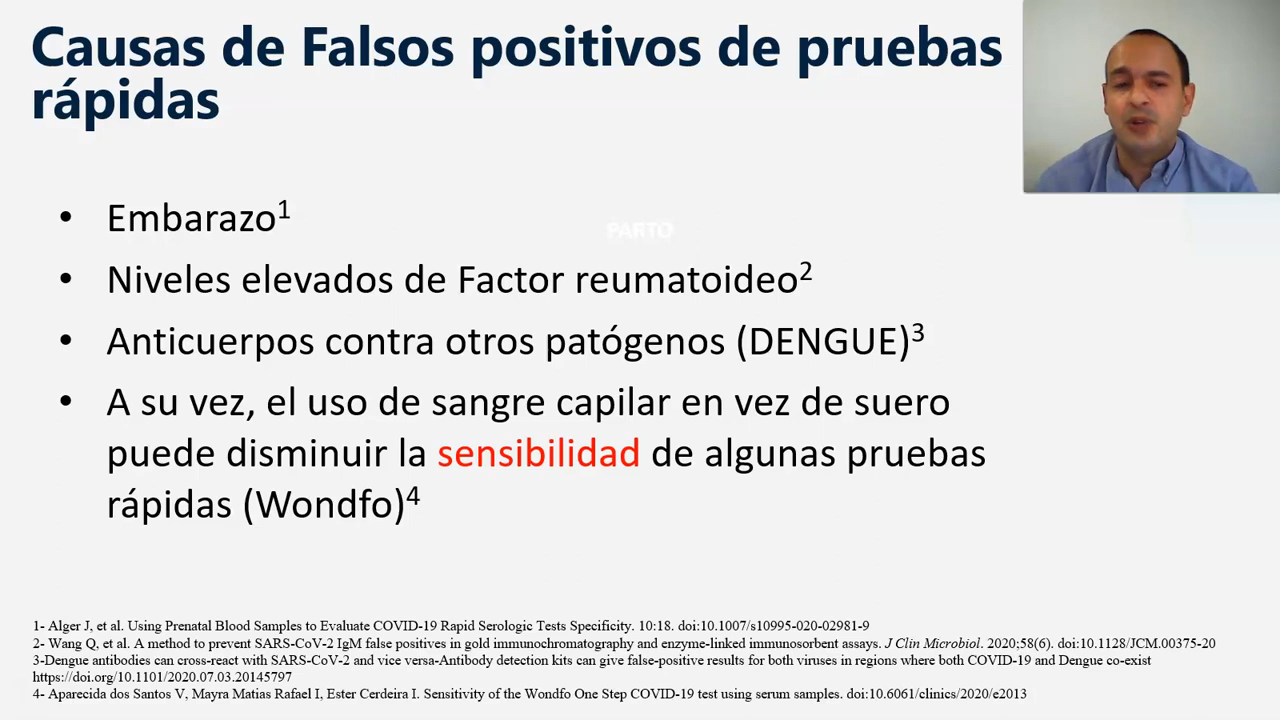 Causas de Falsos positivos de pruebas
rápidas
PARTO
• Embarazo¹
• Niveles elevados de Factor reumatoideo²
• Anticuerpos contra otros patógenos (DENGUE)³
• A su vez, el uso de sangre capilar en vez de suero
puede disminuir la sensibilidad de algunas pruebas
rápidas (Wondfo)⁴
1- Alger J, et al. Using Prenatal Blood Samples to Evaluate COVID-19 Rapid Serologic Tests Specificity. 10:18. doi:10.1007/s10995-020-02981-9
2- Wang Q, et al. A method to prevent SARS-CoV-2 IgM false positives in gold immunochromatography and enzyme-linked immunosorbent assays. J Clin Microbiol. 2020;58(6). doi:10.1128/JCM.00375-20
3-Dengue antibodies can cross-react with SARS-CoV-2 and vice versa-Antibody detection kits can give false-positive results for both viruses in regions where both COVID-19 and Dengue co-exist
https://doi.org/10.1101/2020.07.03.20145797
4- Aparecida dos Santos V, Mayra Matias Rafael I, Ester Cerdeira I. Sensitivity of the Wondfo One Step COVID-19 test using serum samples. doi:10.6061/clinics/2020/e2013